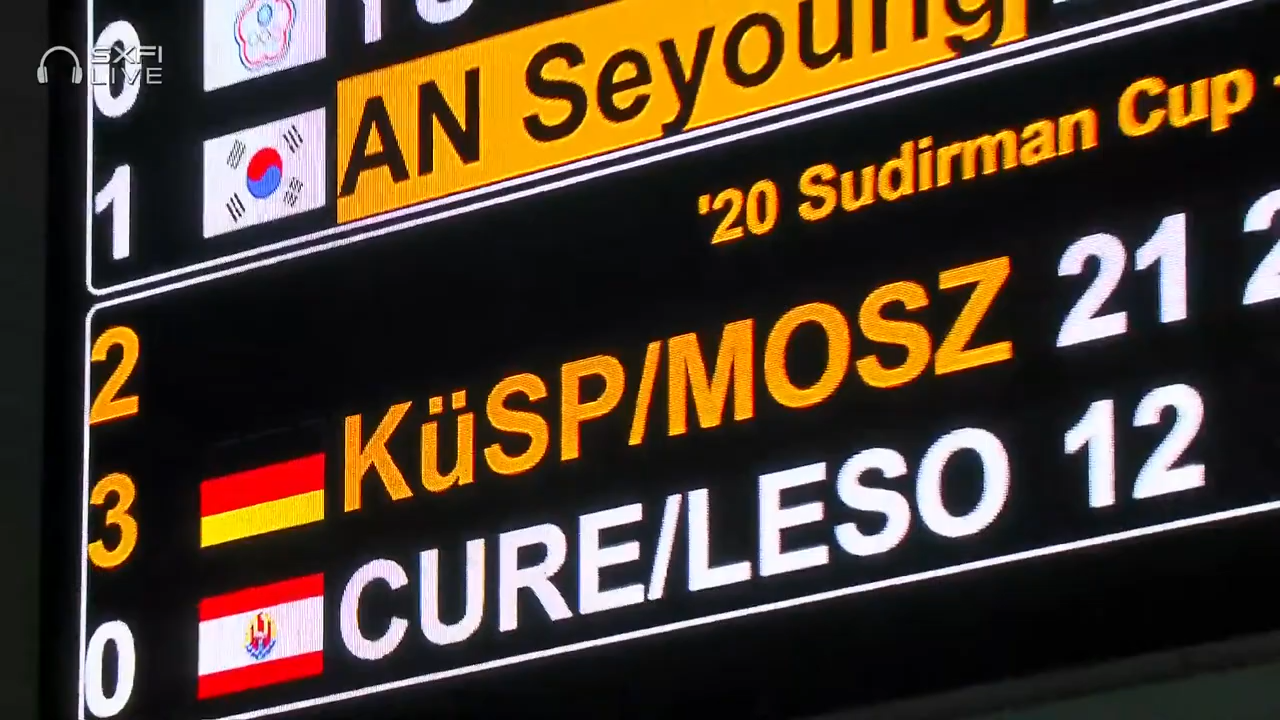 SXFI
LIVE
0
1 AN Seyoung
'20 Sudirman Cup
2
KüSP/MOSZ 21
3
CURE/LESO 12
0